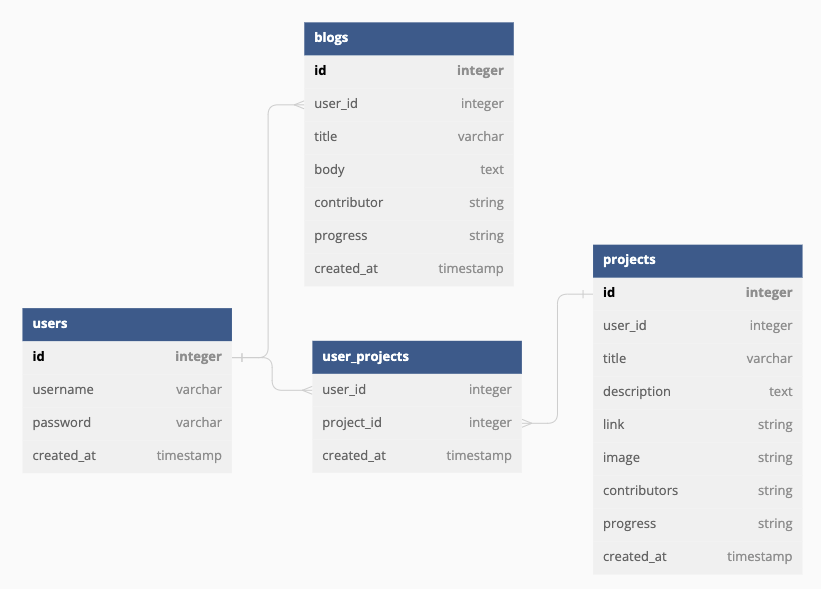 blogs
id integer
user_id integer
title varchar
body text
contributor string
progress string
created_at timestamp
users
id integer
username varchar
password varchar
created_at timestamp
user_projects
user_id integer
project_id integer
created_at timestamp
projects
id integer
user_id integer
title varchar
description text
link string
image string
contributors string
progress string
created_at timestamp